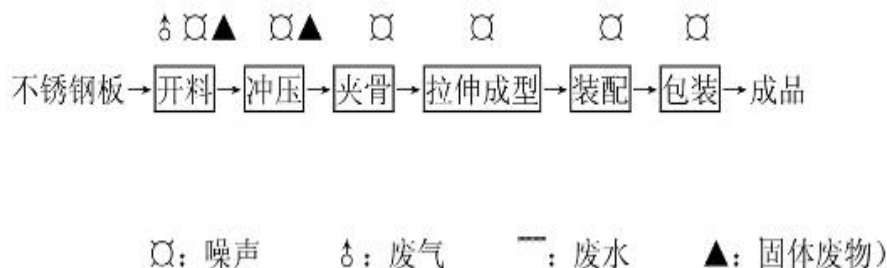 不锈钢板→开料→冲压→夹骨→拉伸成型→装配→包装→成品
¤：噪声 ♁：废气 —：废水 ▲：固体废物）